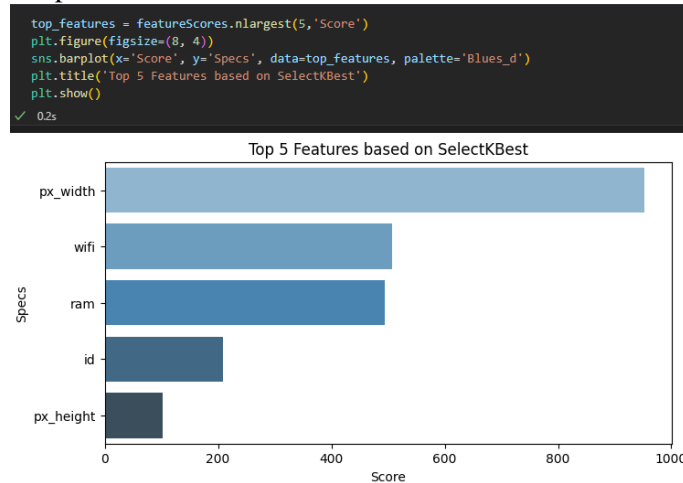 top_features = featureScores.nlargest(5,'Score')
plt.figure(figsize=(8, 4))
sns.barplot(x='Score', y='Specs', data=top_features, palette='Blues_d')
plt.title('Top 5 Features based on SelectKBest')
plt.show()
✓ 0.2s
Top 5 Features based on SelectKBest
px_width
wifi
ram
id
px_height
Specs
0 200 400 600 800 1000
Score